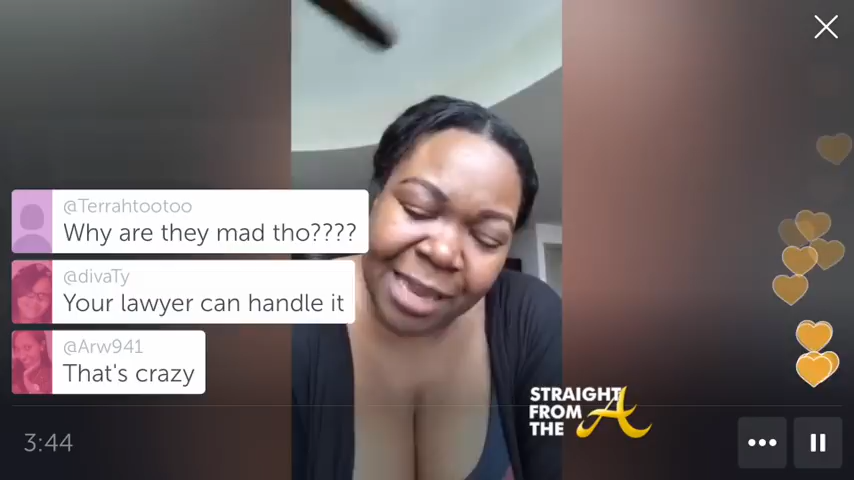 @Terrahtootoo
Why are they mad tho????
@divaTy
Your lawyer can handle it
@Arw941
That's crazy
STRAIGHT
FROM
THE A
3:44